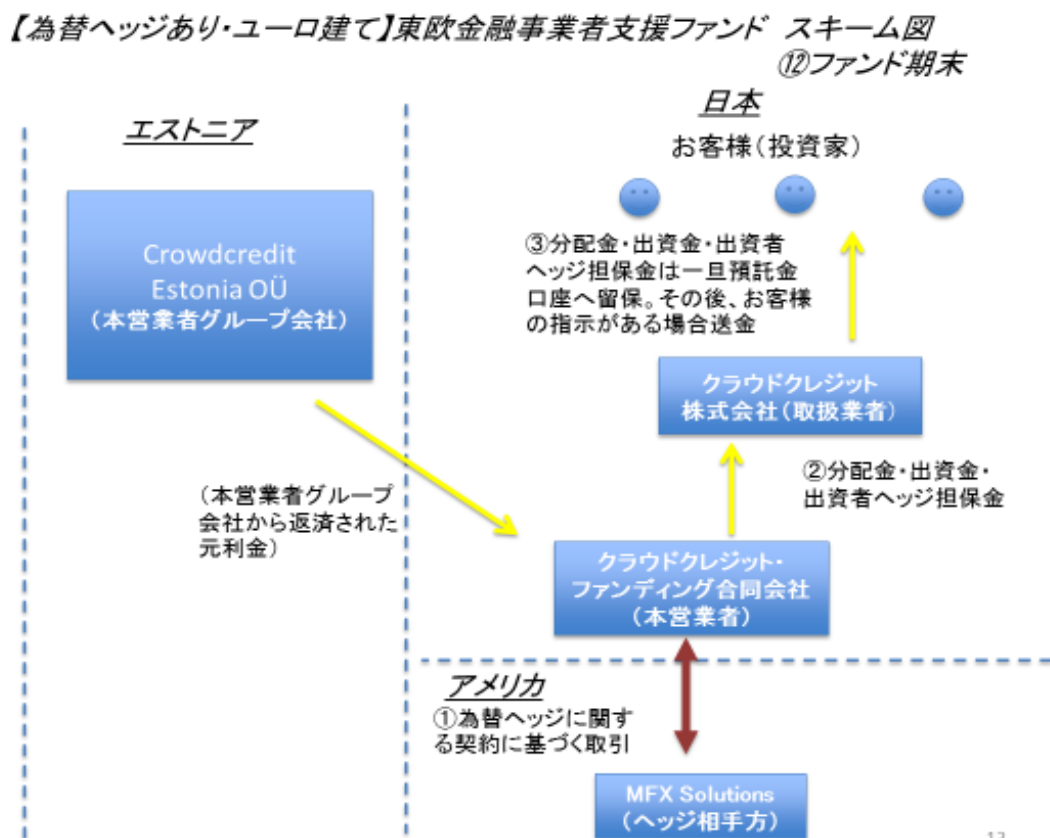 【為替ヘッジあり・ユーロ建て】東欧金融事業者支援ファンド　スキーム図
⑫ファンド期末
エストニア
日本
お客様（投資家）
Crowdcredit
Estonia OÜ
（本営業者グループ会社）
③分配金・出資金・出資者
ヘッジ担保金は一旦預託金
口座へ留保。その後、お客様
の指示がある場合送金
クラウドクレジット
株式会社（取扱業者）
②分配金・出資金・
出資者ヘッジ担保金
（本営業者グループ
会社から返済された
元利金）
クラウドクレジット・
ファンディング合同会社
（本営業者）
アメリカ
①為替ヘッジに関す
る契約に基づく取引
MFX Solutions
（ヘッジ相手方）